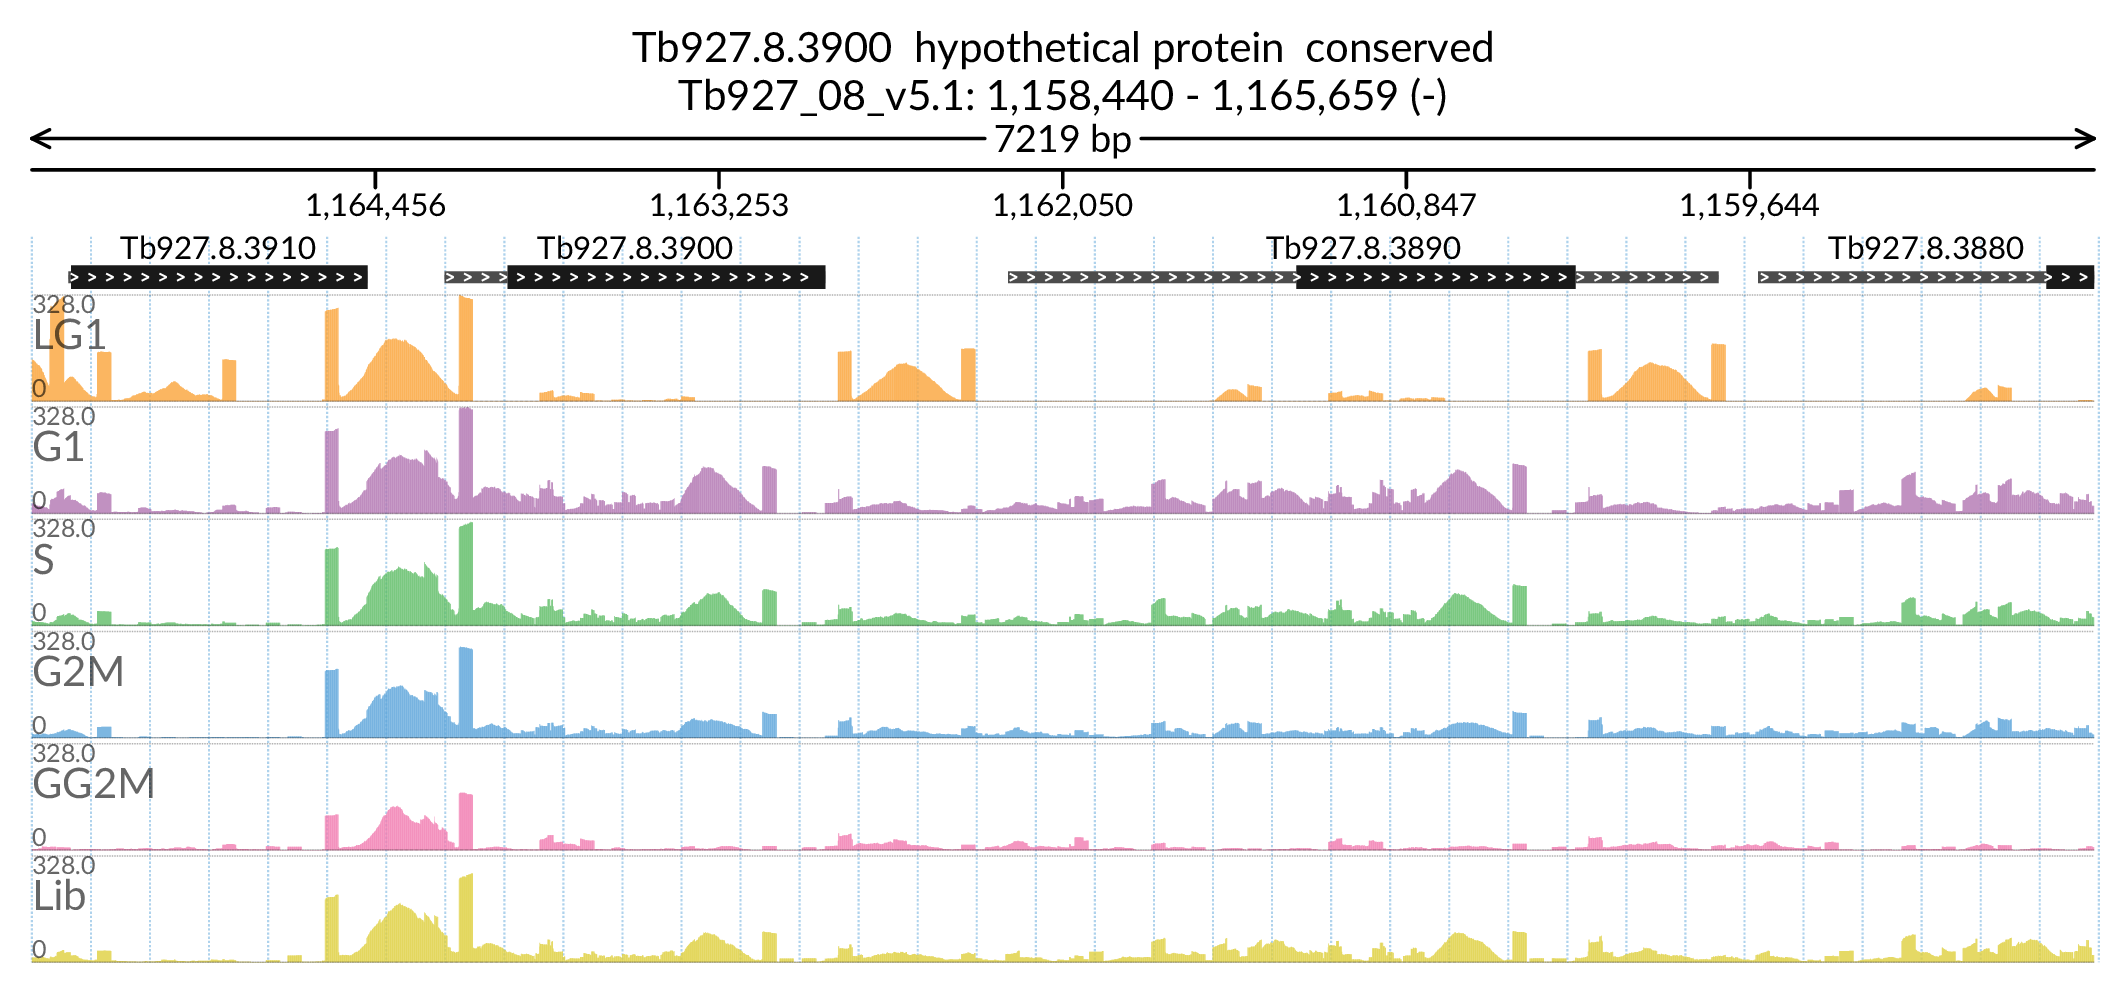 Tb927.8.3900  hypothetical protein  conserved
Tb927_08_v5.1: 1,158,440 - 1,165,659 (-)
7219 bp
1,164,456 1,163,253 1,162,050 1,160,847 1,159,644
Tb927.8.3910 Tb927.8.3900 Tb927.8.3890 Tb927.8.3880
328.0
LG1
0
328.0
G1
0
328.0
S
0
328.0
G2M
0
328.0
GG2M
0
328.0
Lib
0